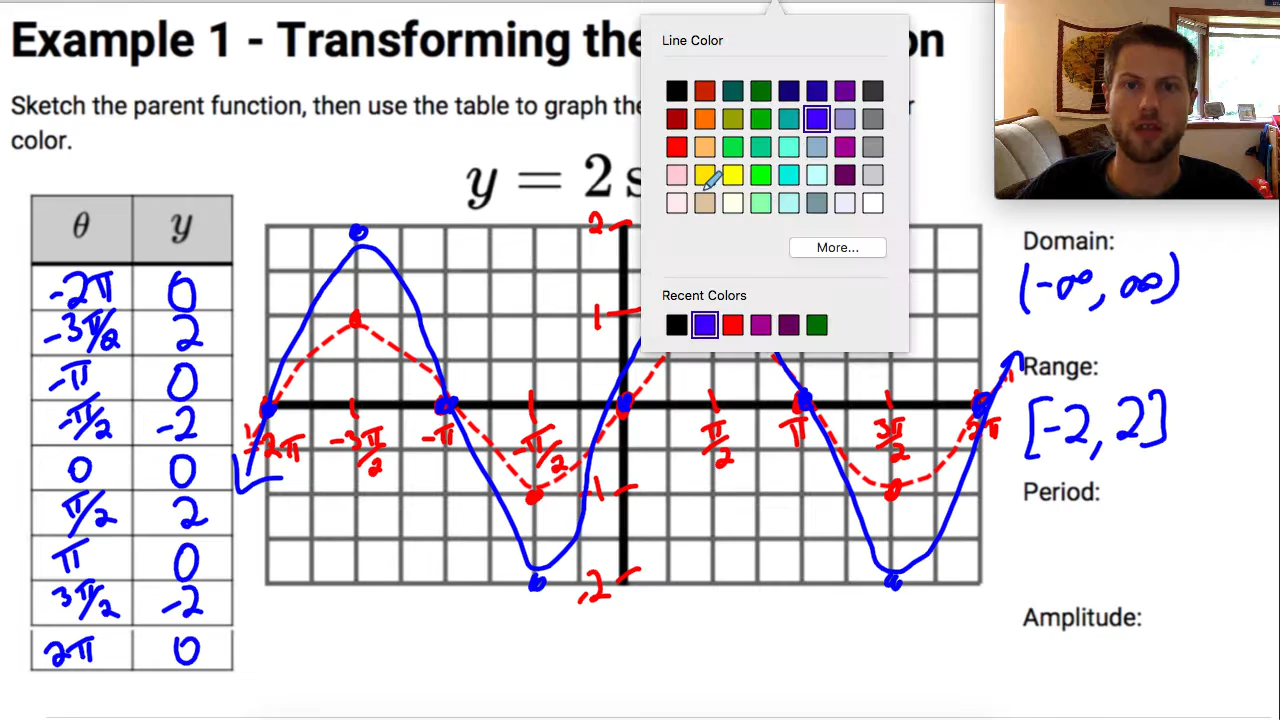 Example 1 - Transforming the on
Sketch the parent function, then use the table to graph the r
color.
y = 2 s
Line Color
More...
Recent Colors
θ y
-2π 0
-3π/2 2
-π 0
-π/2 -2
0 0
π/2 2
π 0
3π/2 -2
2π 0
2
1
-1
-2
-2π -3π/2 -π -π/2 π/2 π 3π/2 2π
Domain:
(-∞, ∞)
Range:
[-2, 2]
Period:
Amplitude: